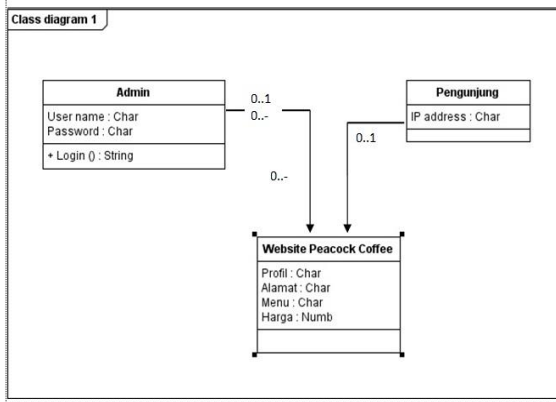 Class diagram 1
Admin
User name : Char
Password : Char
+ Login () : String
0..1
0..-
0..-
Pengunjung
IP address : Char
0..1
Website Peacock Coffee
Profil : Char
Alamat : Char
Menu : Char
Harga : Numb